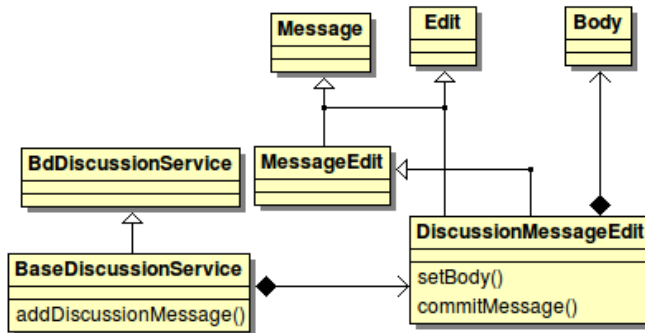 Message
Edit
Body
BdDiscussionService
MessageEdit
BaseDiscussionService
addDiscussionMessage()
DiscussionMessageEdit
setBody()
commitMessage()